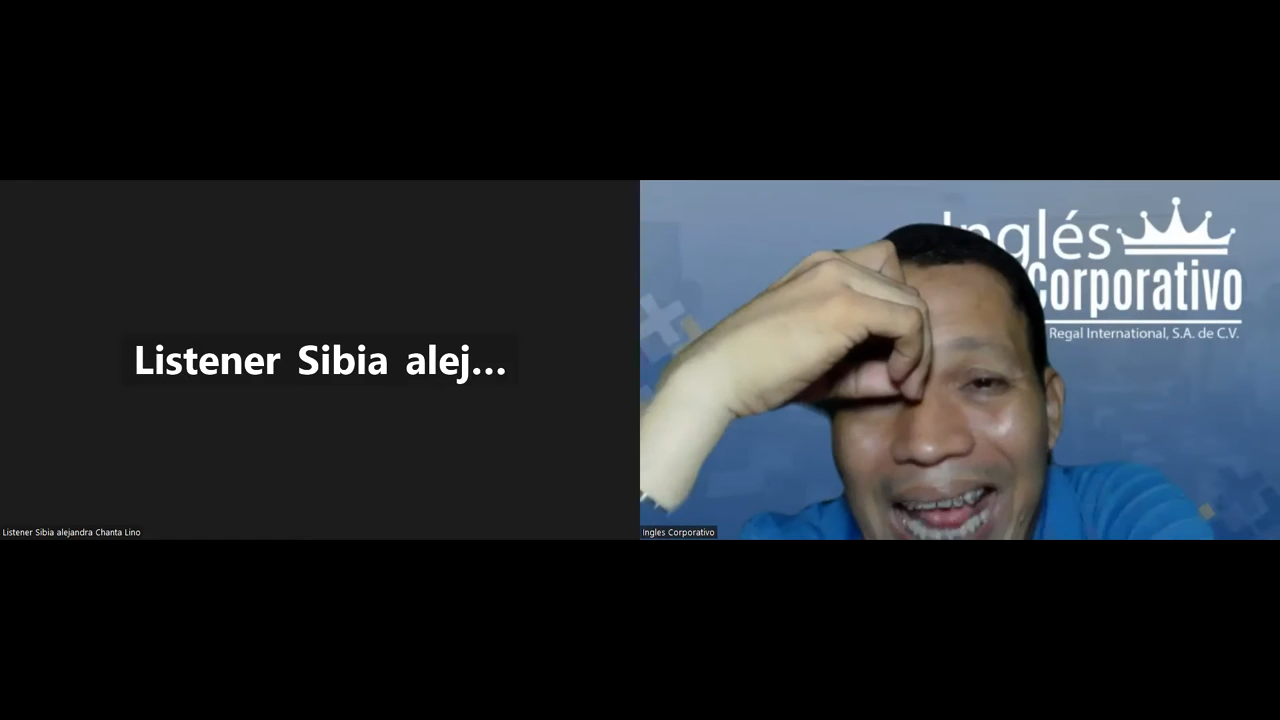 Listener Sibia alej...
Listener Sibia alejandra Chanta Lino
Inglés
Corporativo
Regal International, S.A. de C.V.
Ingles Corporativo